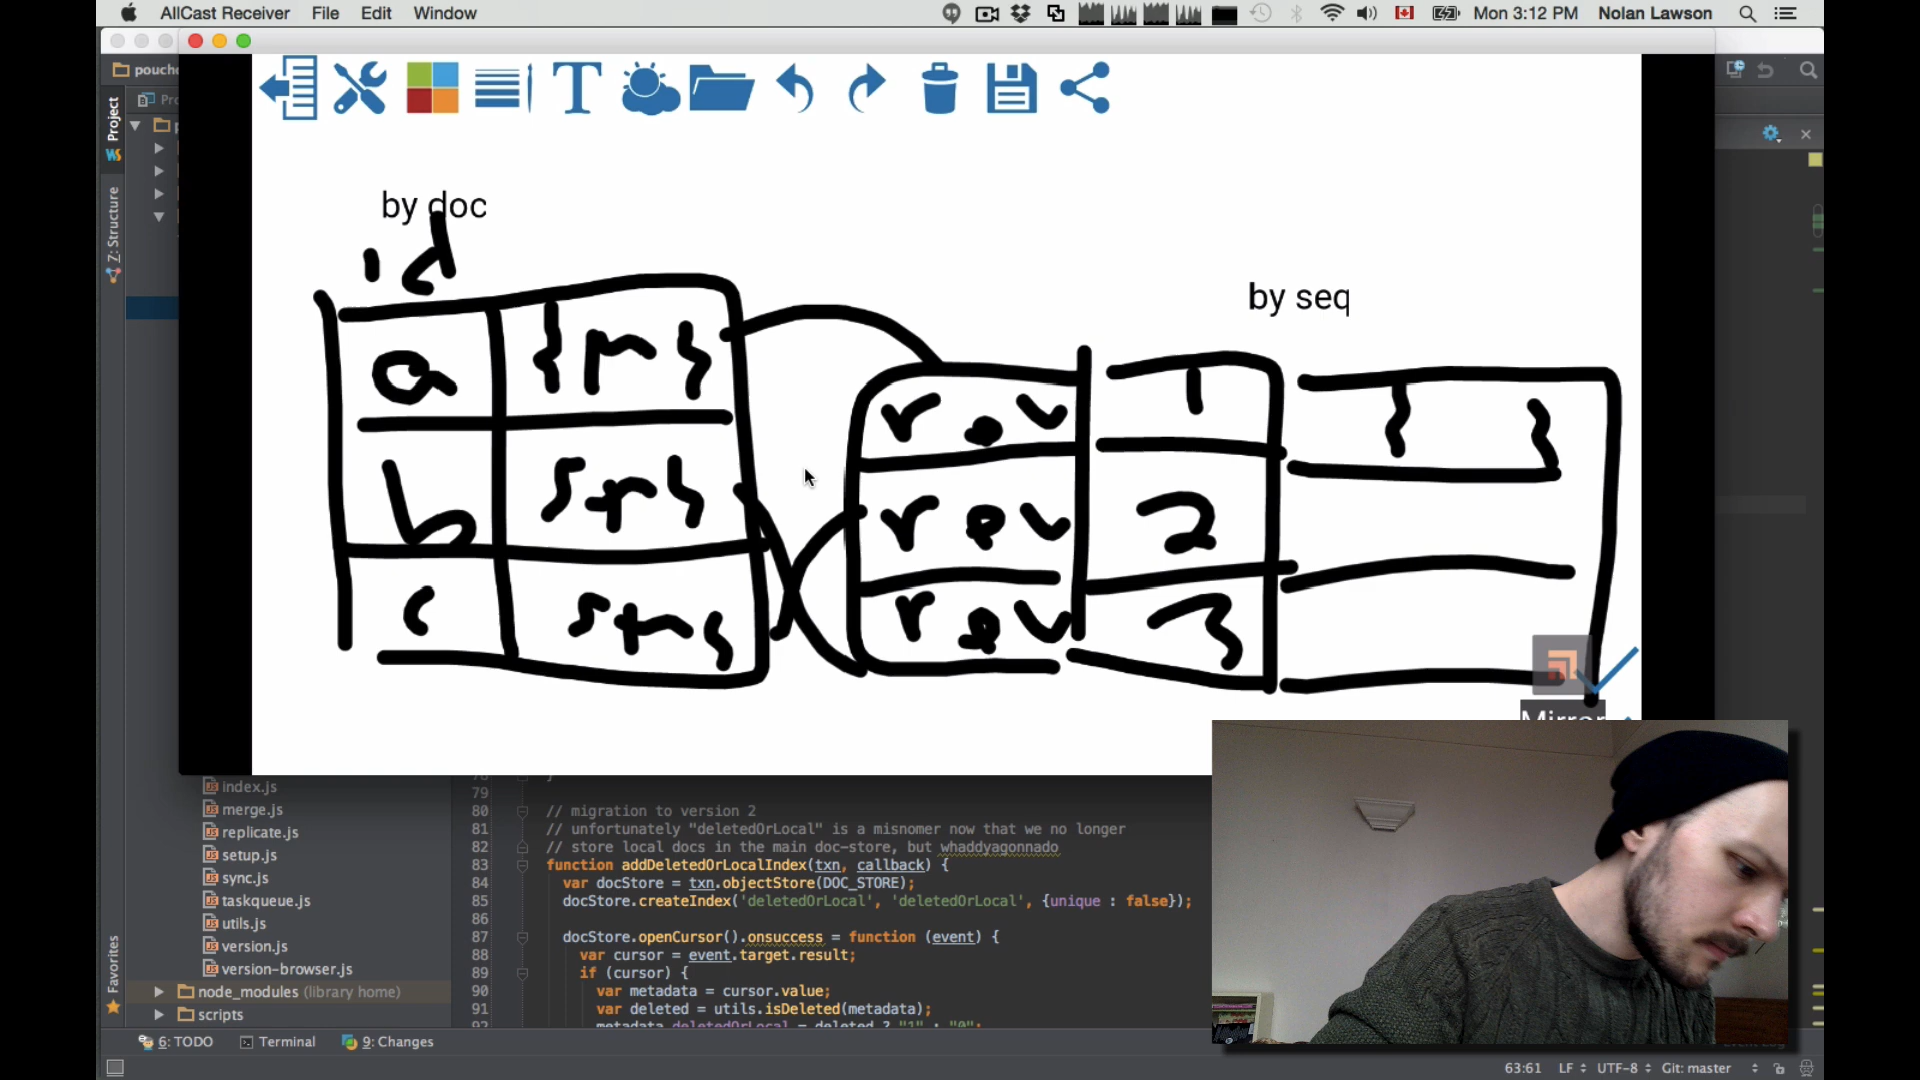 AllCast Receiver File Edit Window
Mon 3:12 PM Nolan Lawson
Project
Z: Structure
Favorites
by doc
id
by seq
a
b
c
rev 1 { }
rev 2
rev 3
index.js
merge.js
replicate.js
setup.js
sync.js
taskqueue.js
utils.js
version.js
version-browser.js
node_modules (library home)
scripts
79
80 // migration to version 2
81 // unfortunately "deletedOrLocal" is a misnomer now that we no longer
82 // store local docs in the main doc-store, but whaddyagonnado
83 function addDeletedOrLocalIndex(txn, callback) {
84 var docStore = txn.objectStore(DOC_STORE);
85 docStore.createIndex('deletedOrLocal', 'deletedOrLocal', {unique : false});
86
87 docStore.openCursor().onsuccess = function (event) {
88 var cursor = event.target.result;
89 if (cursor) {
90 var metadata = cursor.value;
91 var deleted = utils.isDeleted(metadata);
92 metadata.deletedOrLocal = deleted ? "1" : "0";
6: TODO Terminal 9: Changes
63:61 LF UTF-8 Git: master